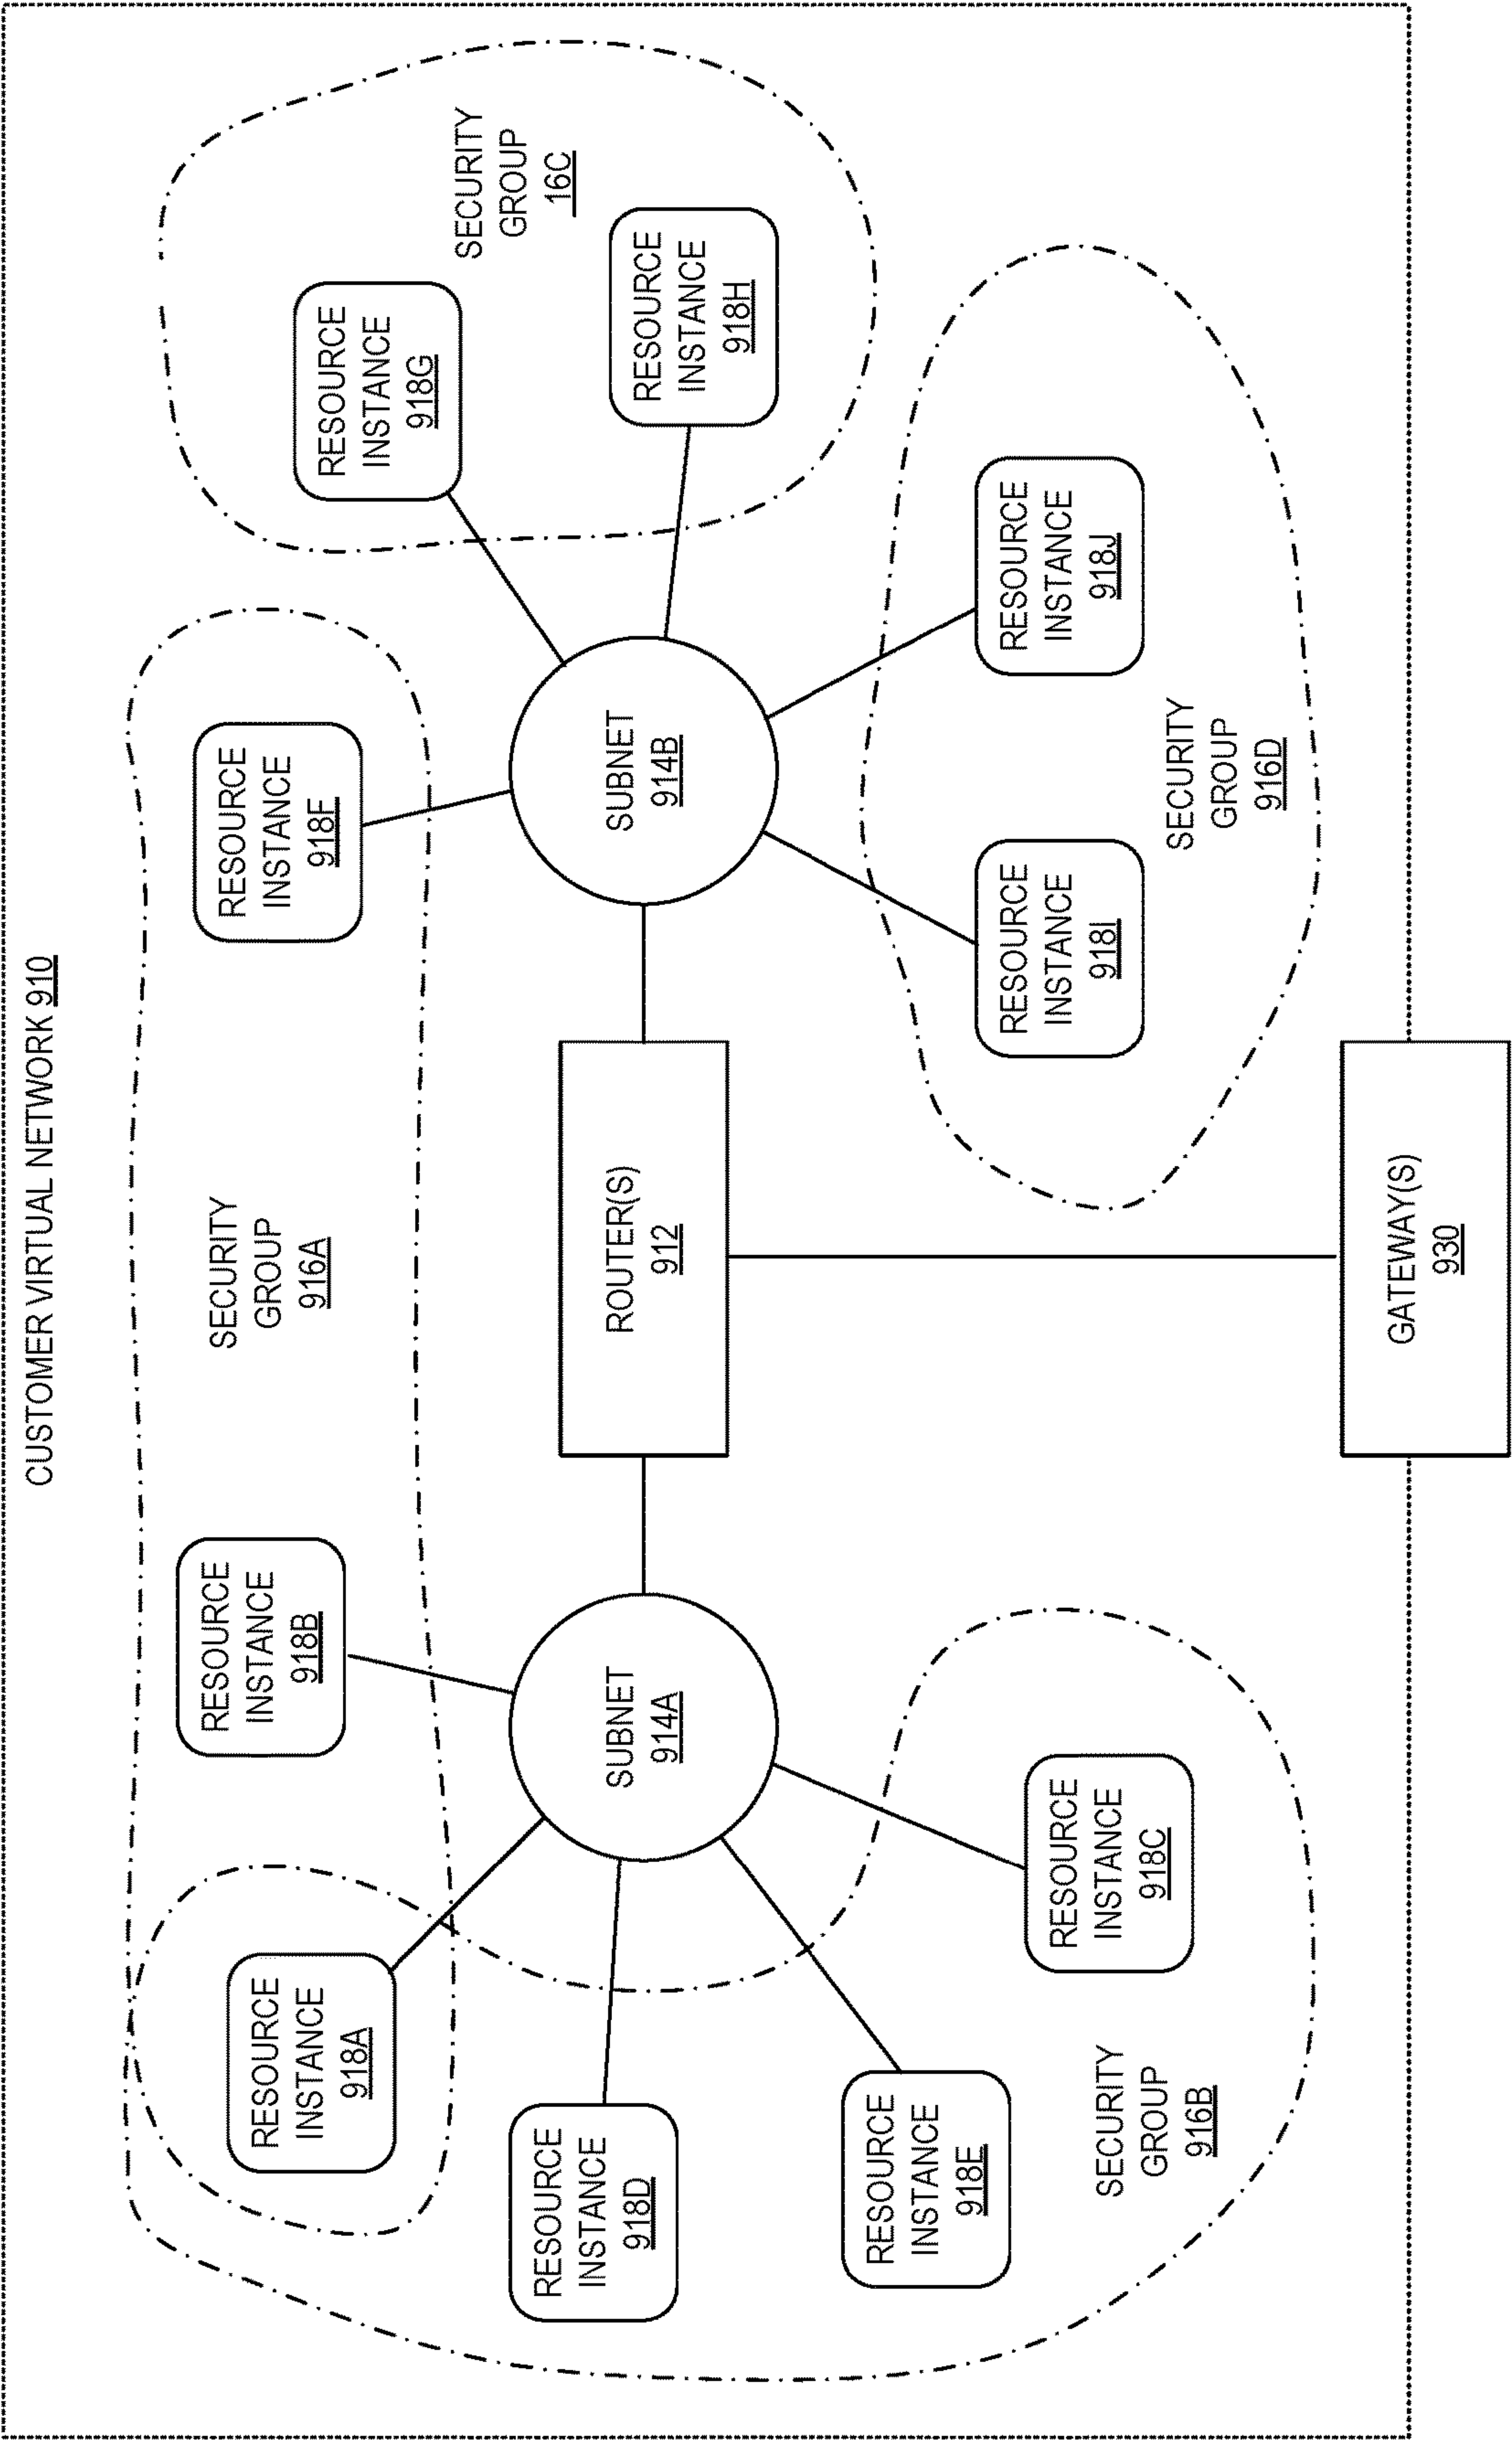 CUSTOMER VIRTUAL NETWORK 910
RESOURCE
INSTANCE
918A
RESOURCE
INSTANCE
918B
SECURITY
GROUP
916A
RESOURCE
INSTANCE
918F
RESOURCE
INSTANCE
918G
SECURITY
GROUP
16C
RESOURCE
INSTANCE
918D
SUBNET
914A
ROUTER(S)
912
SUBNET
914B
RESOURCE
INSTANCE
918H
RESOURCE
INSTANCE
918E
RESOURCE
INSTANCE
918C
RESOURCE
INSTANCE
918I
RESOURCE
INSTANCE
918J
SECURITY
GROUP
916B
SECURITY
GROUP
916D
GATEWAY(S)
930